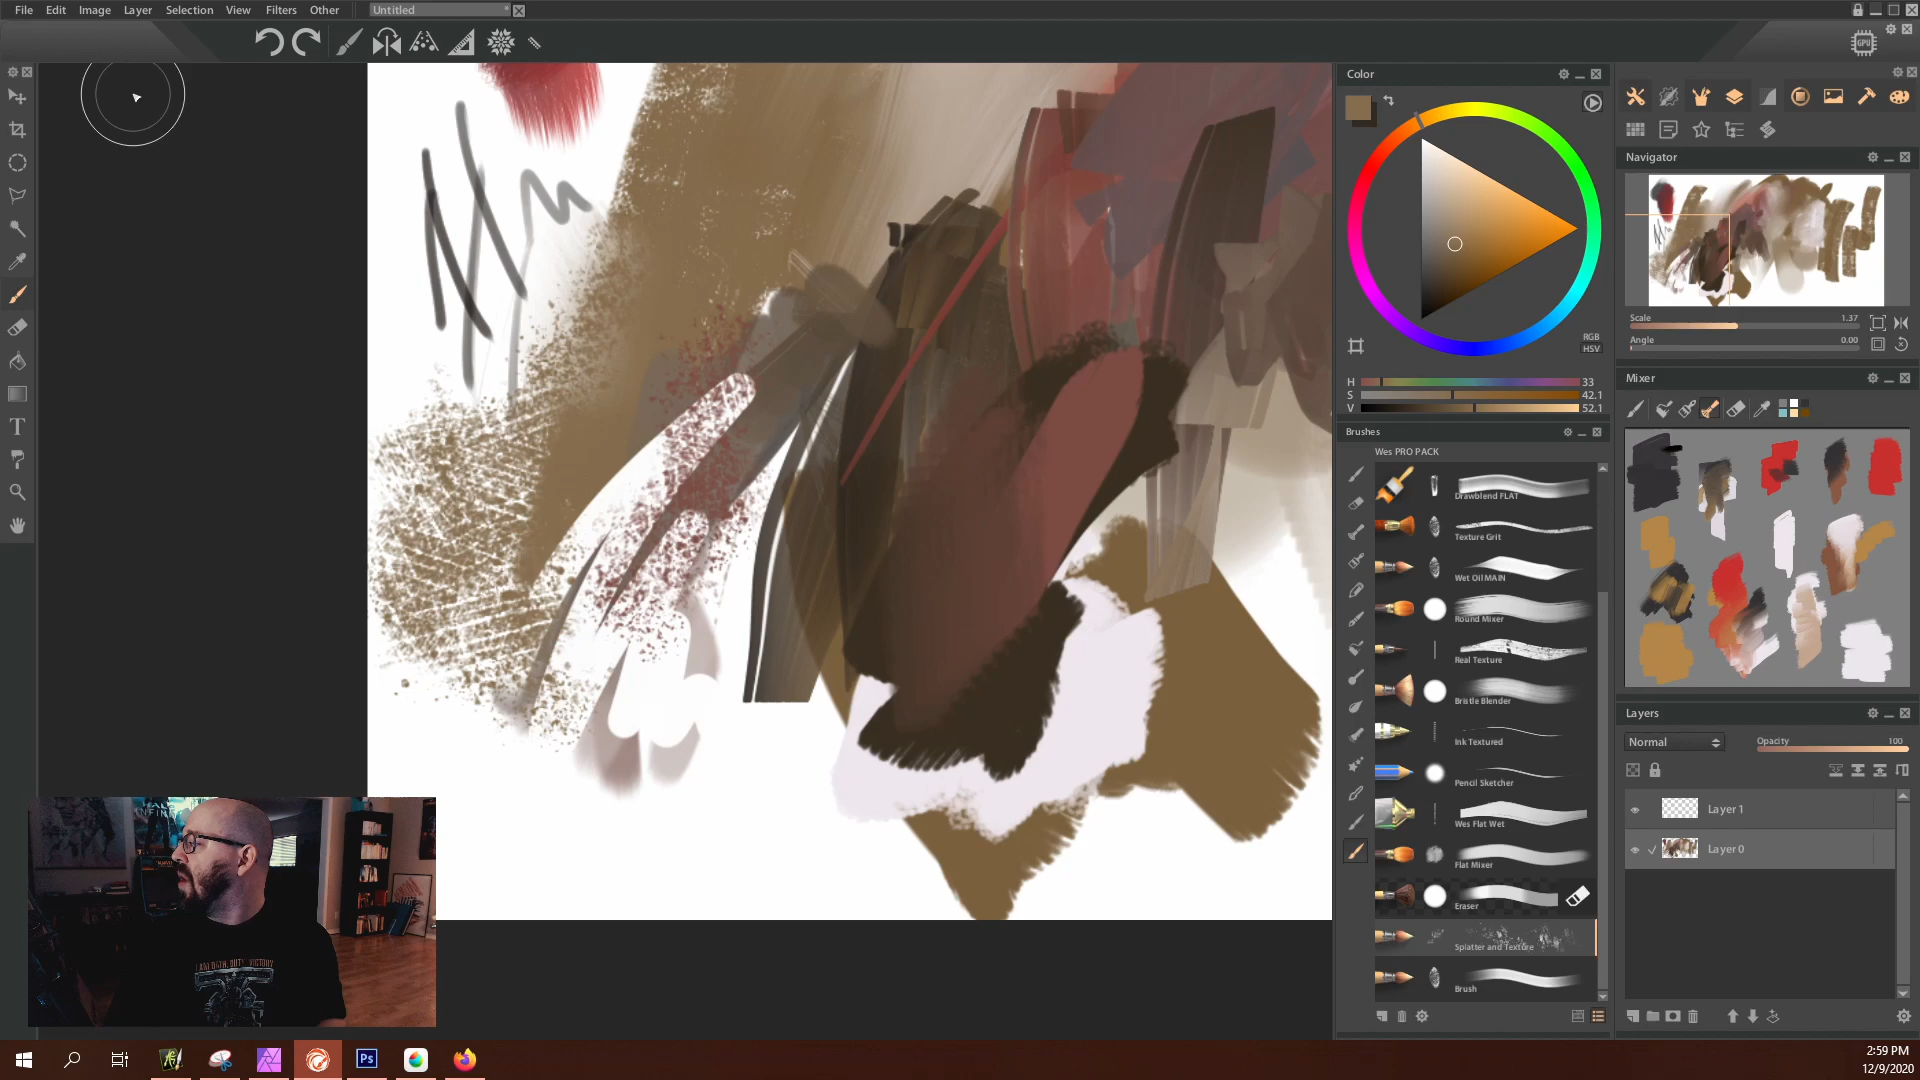 File Edit Image Layer Selection View Filters Other Untitled *
GPU
Color
RGB
HSV
H 33
S 42.1
V 52.1
Brushes
Wes PRO PACK
Drawblend FLAT
Texture Grit
Wet Oil MAIN
Round Mixer
Real Texture
Bristle Blender
Ink Textured
Pencil Sketcher
Wes Flat Wet
Flat Mixer
Eraser
Splatter and Texture
Brush
Navigator
Scale 1.37
Angle 0.00
Mixer
Layers
Normal Opacity 100
Layer 1
Layer 0
T
HALO
Ps
2:59 PM
12/9/2020